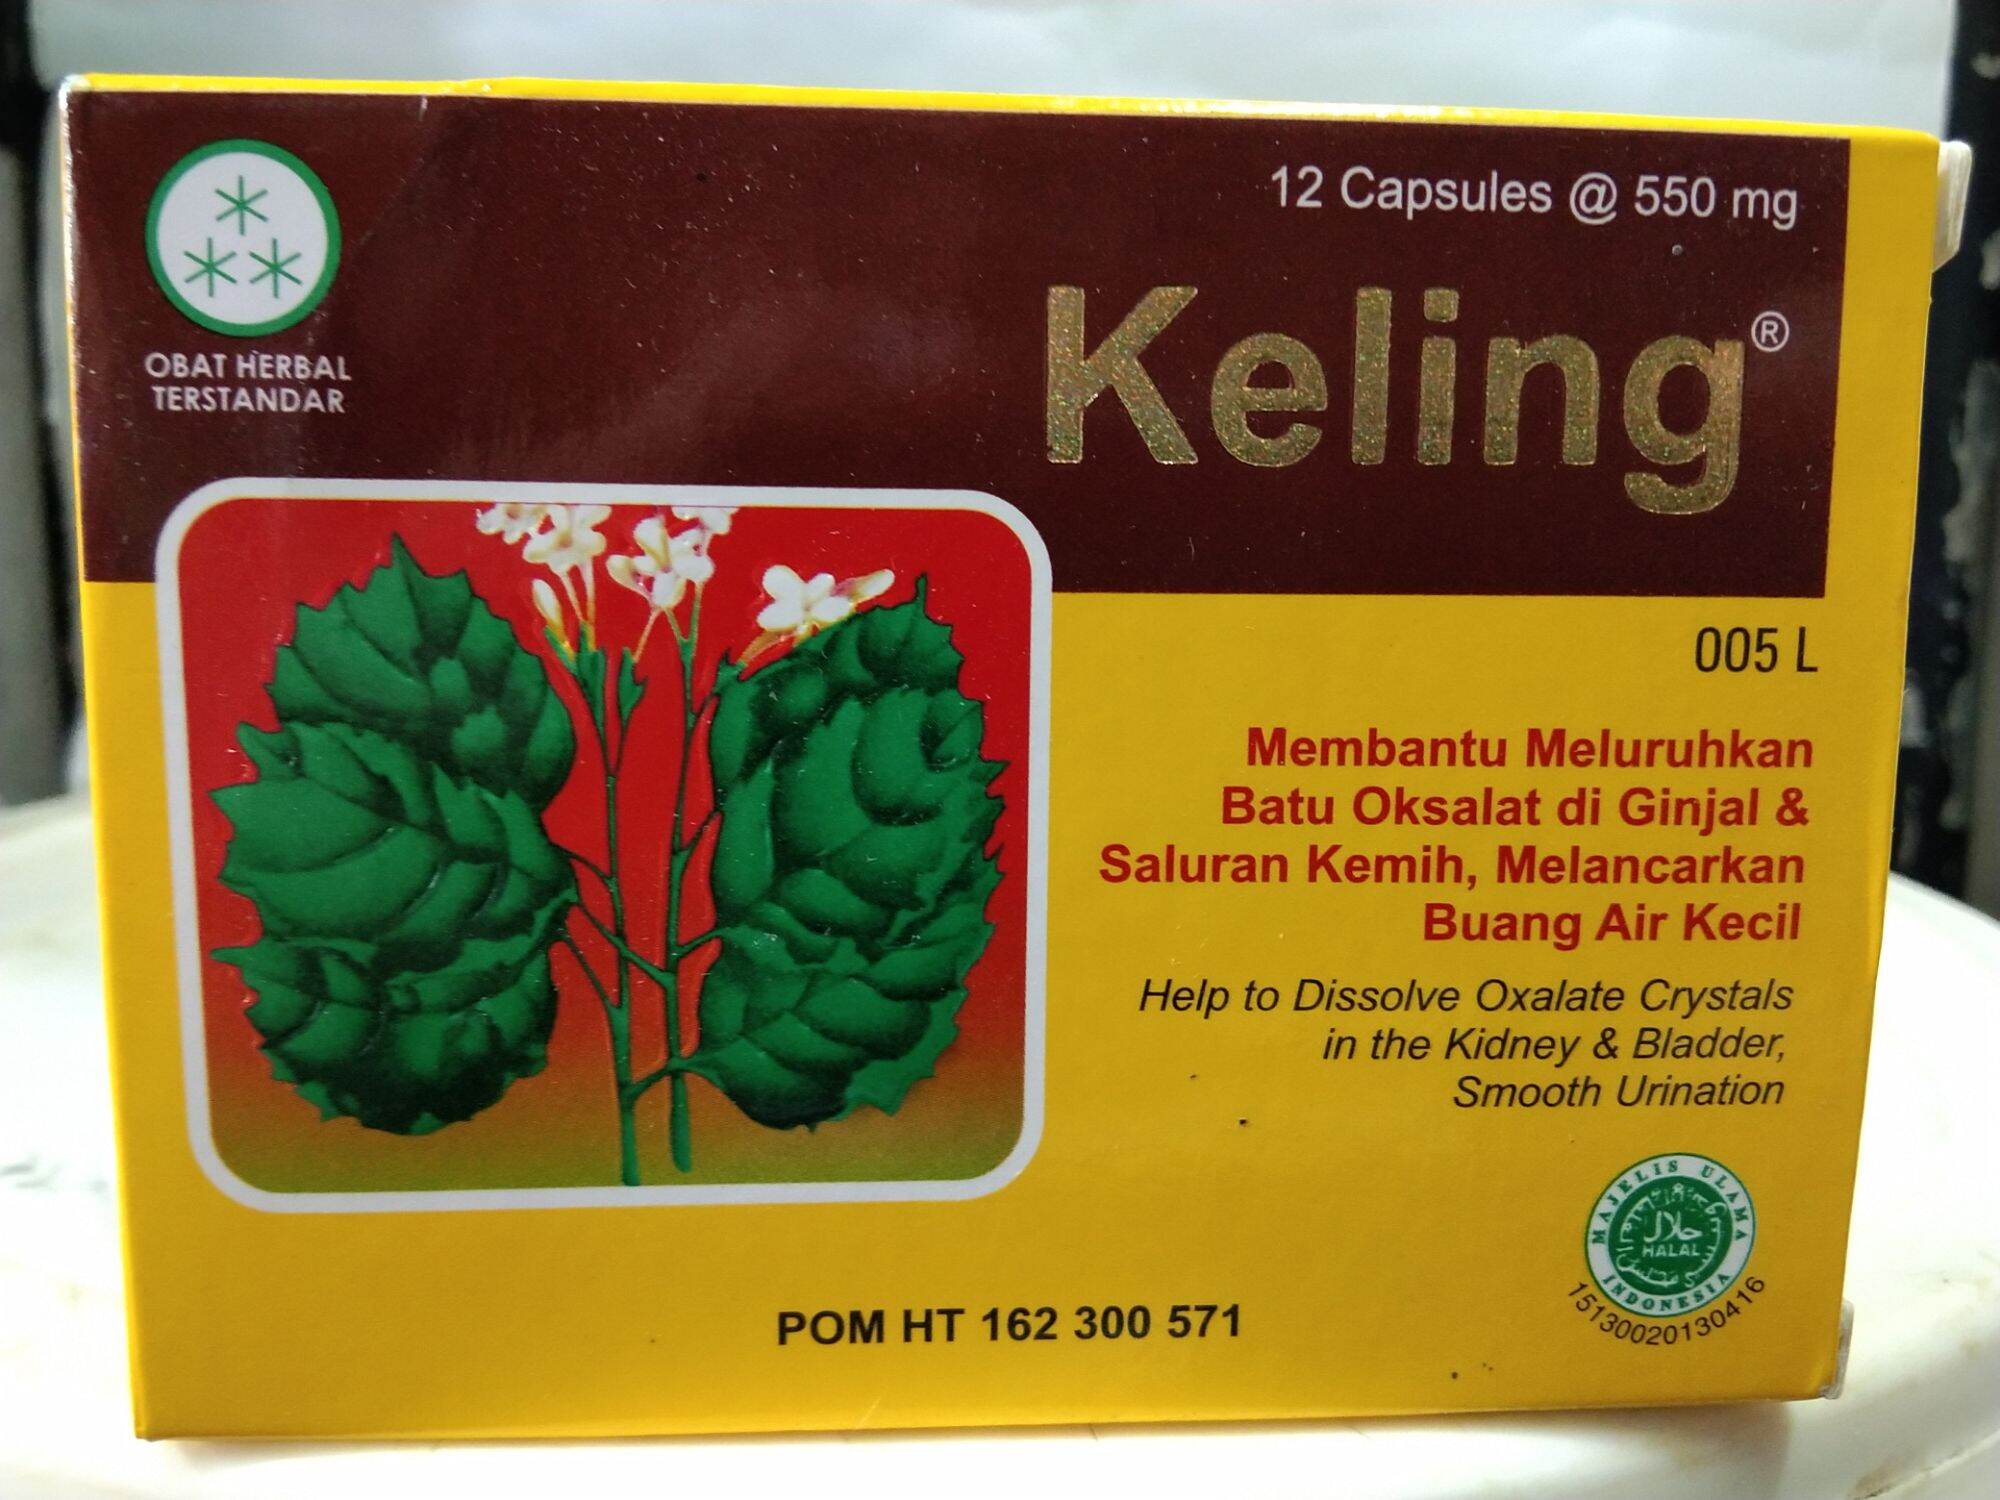 12 Capsules @ 550 mg
Keling®
OBAT HERBAL
TERSTANDAR
005 L
Membantu Meluruhkan
Batu Oksalat di Ginjal &
Saluran Kemih, Melancarkan
Buang Air Kecil
Help to Dissolve Oxalate Crystals
in the Kidney & Bladder,
Smooth Urination
MAJELIS ULAMA INDONESIA
حلال
HALAL
15130020130416
POM HT 162 300 571